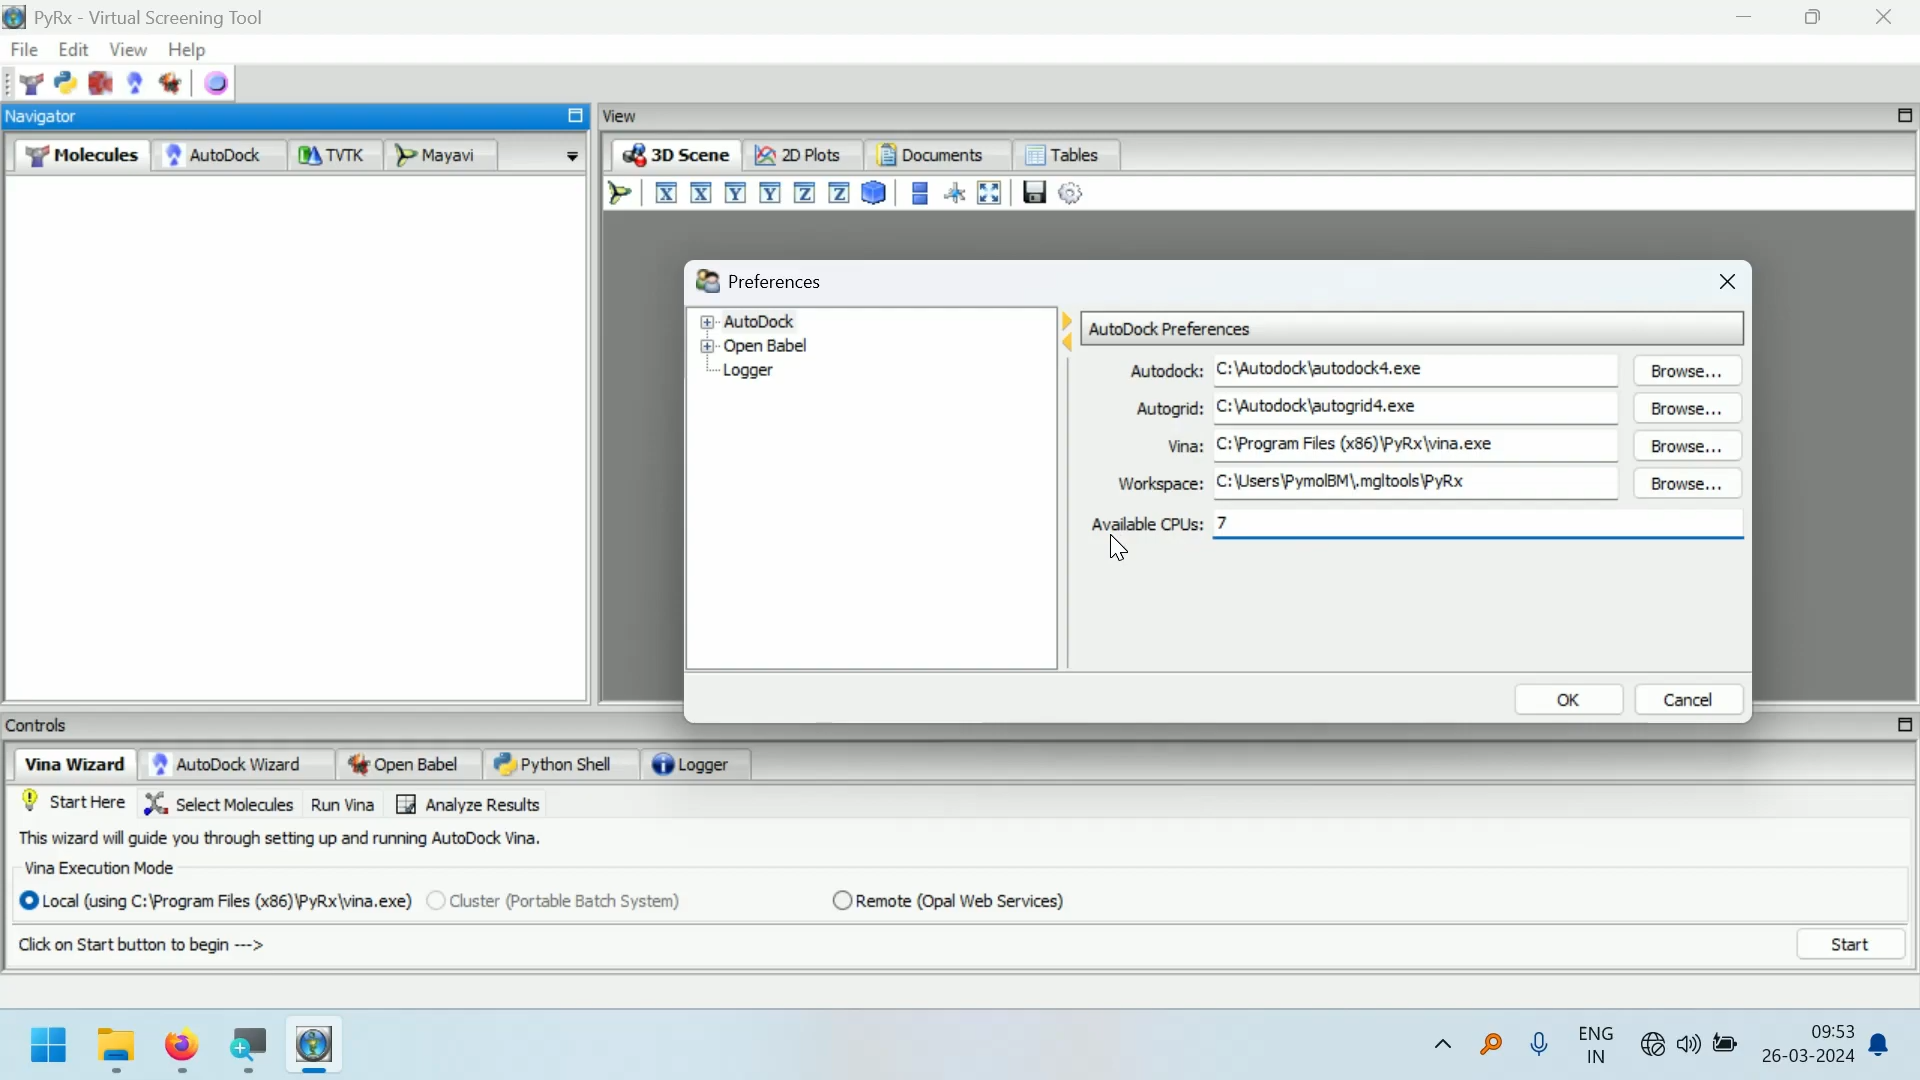 PyRx - Virtual Screening Tool
File Edit View Help
Navigator
Molecules AutoDock TVTK Mayavi
View
3D Scene 2D Plots Documents Tables
X X Y Y Z Z
Preferences
AutoDock
Open Babel
Logger
AutoDock Preferences
Autodock: C:\Autodock\autodock4.exe Browse...
Autogrid: C:\Autodock\autogrid4.exe Browse...
Vina: C:\Program Files (x86)\PyRx\vina.exe Browse...
Workspace: C:\Users\PymolBM\.mgltools\PyRx Browse...
Available CPUs: 7
OK Cancel
Controls
Vina Wizard AutoDock Wizard Open Babel Python Shell Logger
Start Here Select Molecules Run Vina Analyze Results
This wizard will guide you through setting up and running AutoDock Vina.
Vina Execution Mode
Local (using C:\Program Files (x86)\PyRx\vina.exe) Cluster (Portable Batch System) Remote (Opal Web Services)
Click on Start button to begin ---> Start
ENG 09:53
IN 26-03-2024